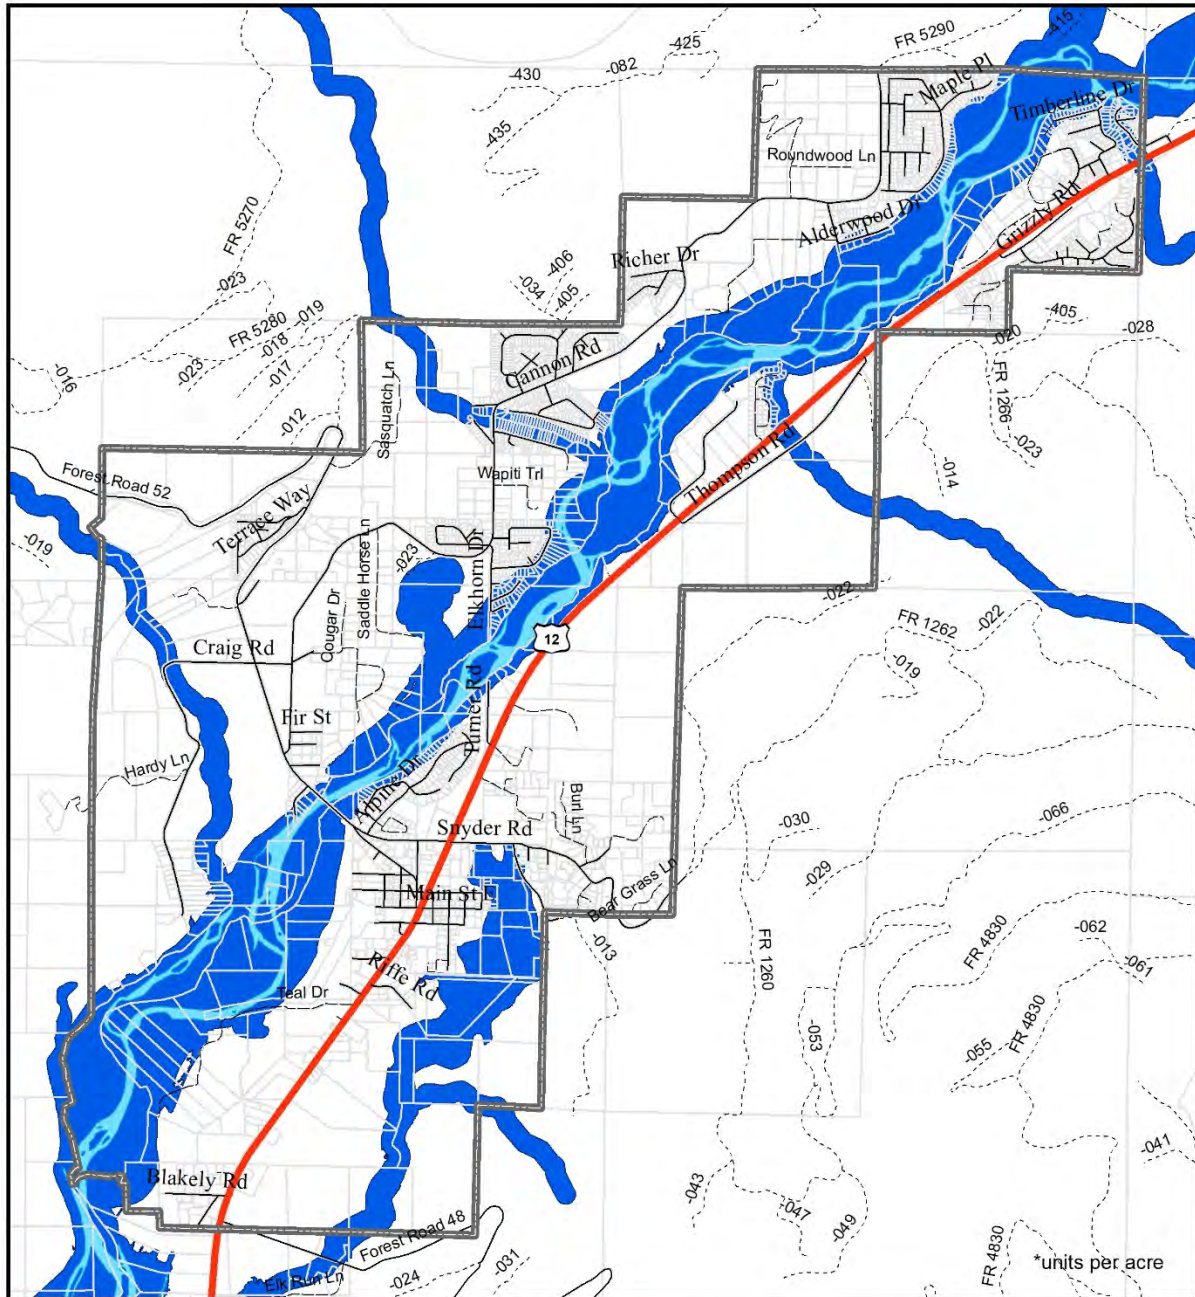 -415
FR 5290
-425
-082
-430
Maple Pl
Timberline Dr
-435
Roundwood Ln
FR 5270
Alderwood Dr
Grizzly Rd
-406
Richer Dr
-034
-405
-023
-019
FR 5280
-018
-023
-017
-405
-028
-020
Cannon Rd
-016
Sasquatch Ln
FR 1266
-012
-023
Forest Road 52
Wapiti Trl
-014
Thompson Rd
Terrace Way
-019
Saddle Horse Ln
-023
Elkhorn Dr
-022
Cougar Dr
FR 1262
-022
12
Craig Rd
-019
Turner Rd
Fir St
Hardy Ln
Alpine Dr
Burl Ln
-066
Snyder Rd
-030
-029
Main St E
Bear Grass Ln
-013
FR 4830
-062
FR 1260
-061
Riffe Rd
Teal Dr
FR 4830
-053
-055
-041
Blakely Rd
-043
-047
-049
Forest Road 48
FR 4830
*units per acre
-031
Elk Run Ln
-024